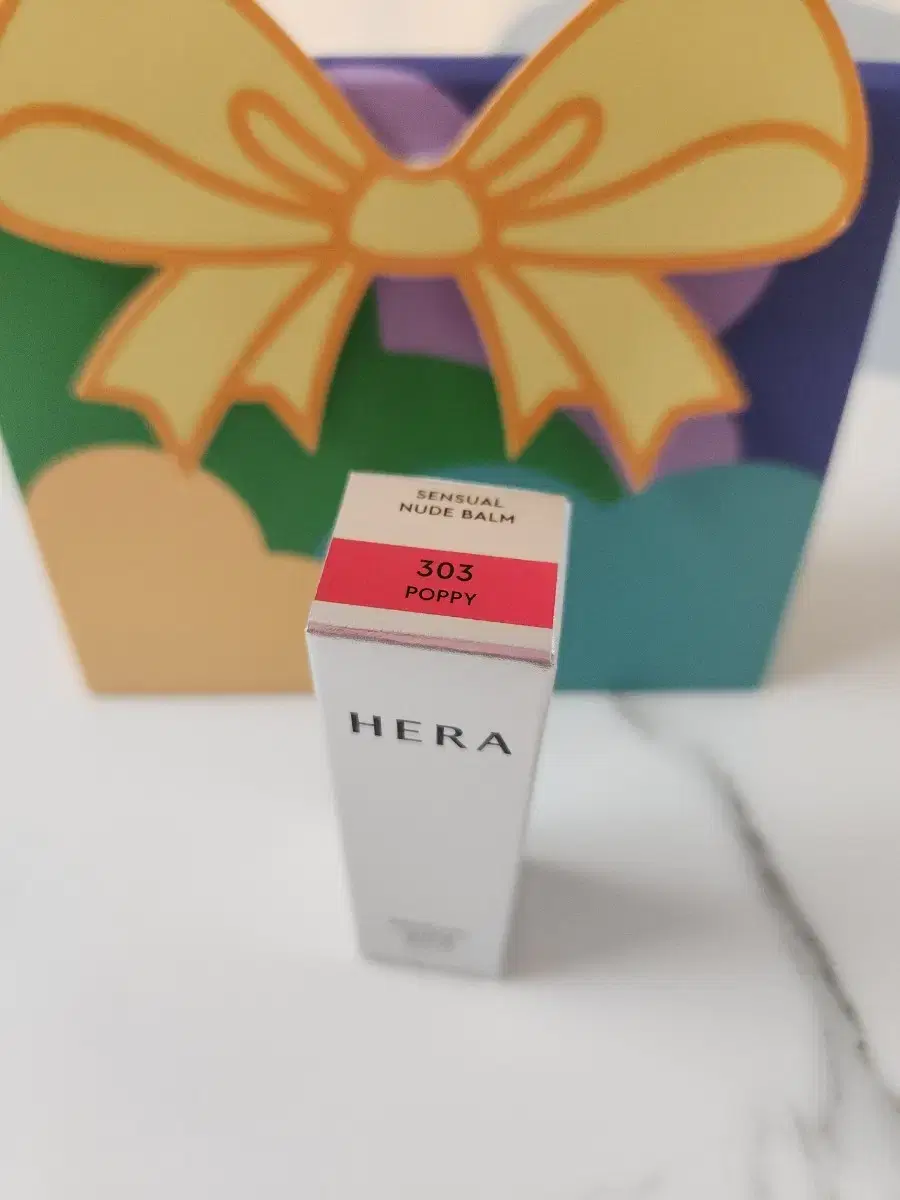 SENSUAL
NUDE BALM
303
POPPY
HERA